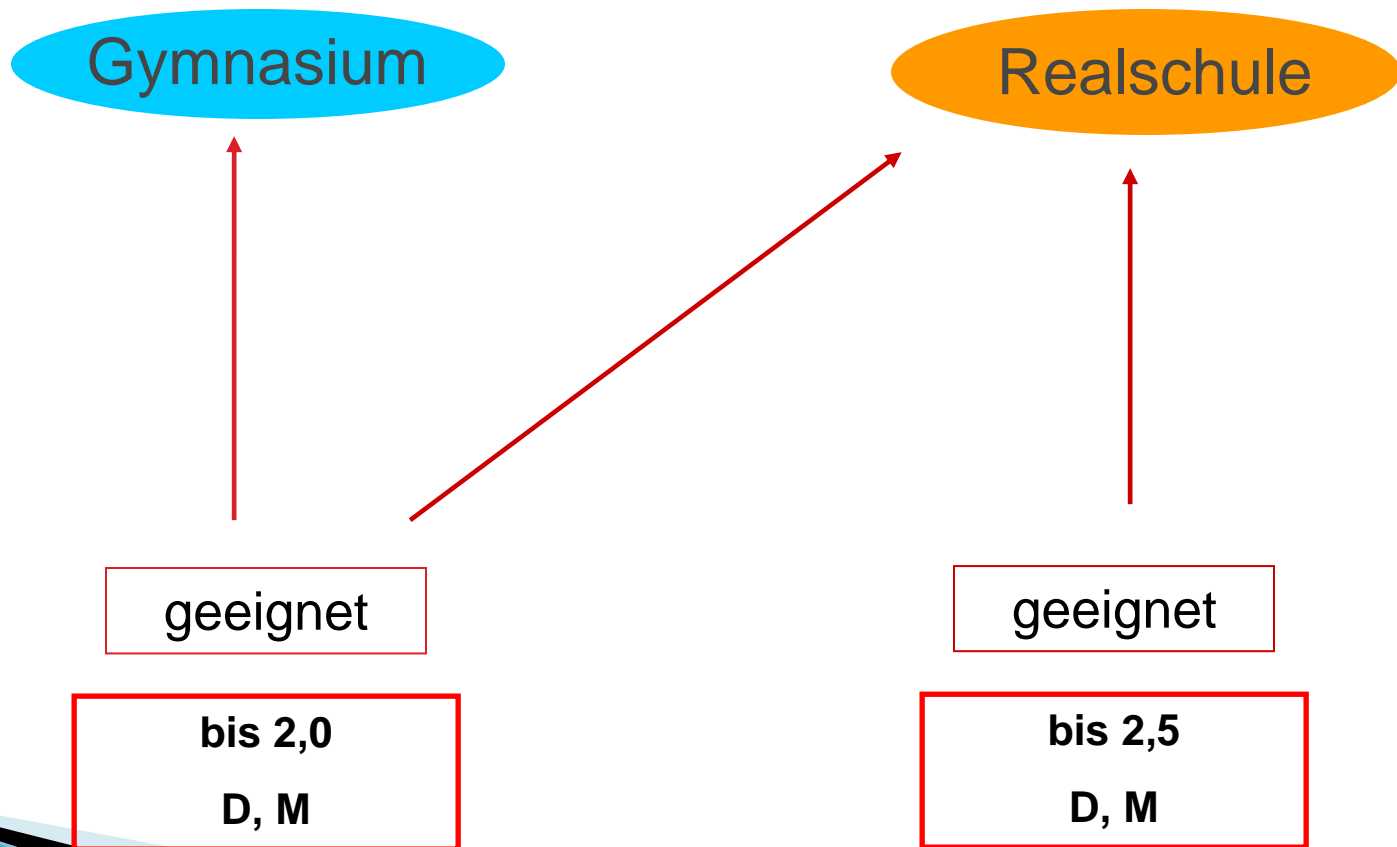 Gymnasium
Realschule
geeignet
geeignet
bis 2,0
D, M
bis 2,5
D, M